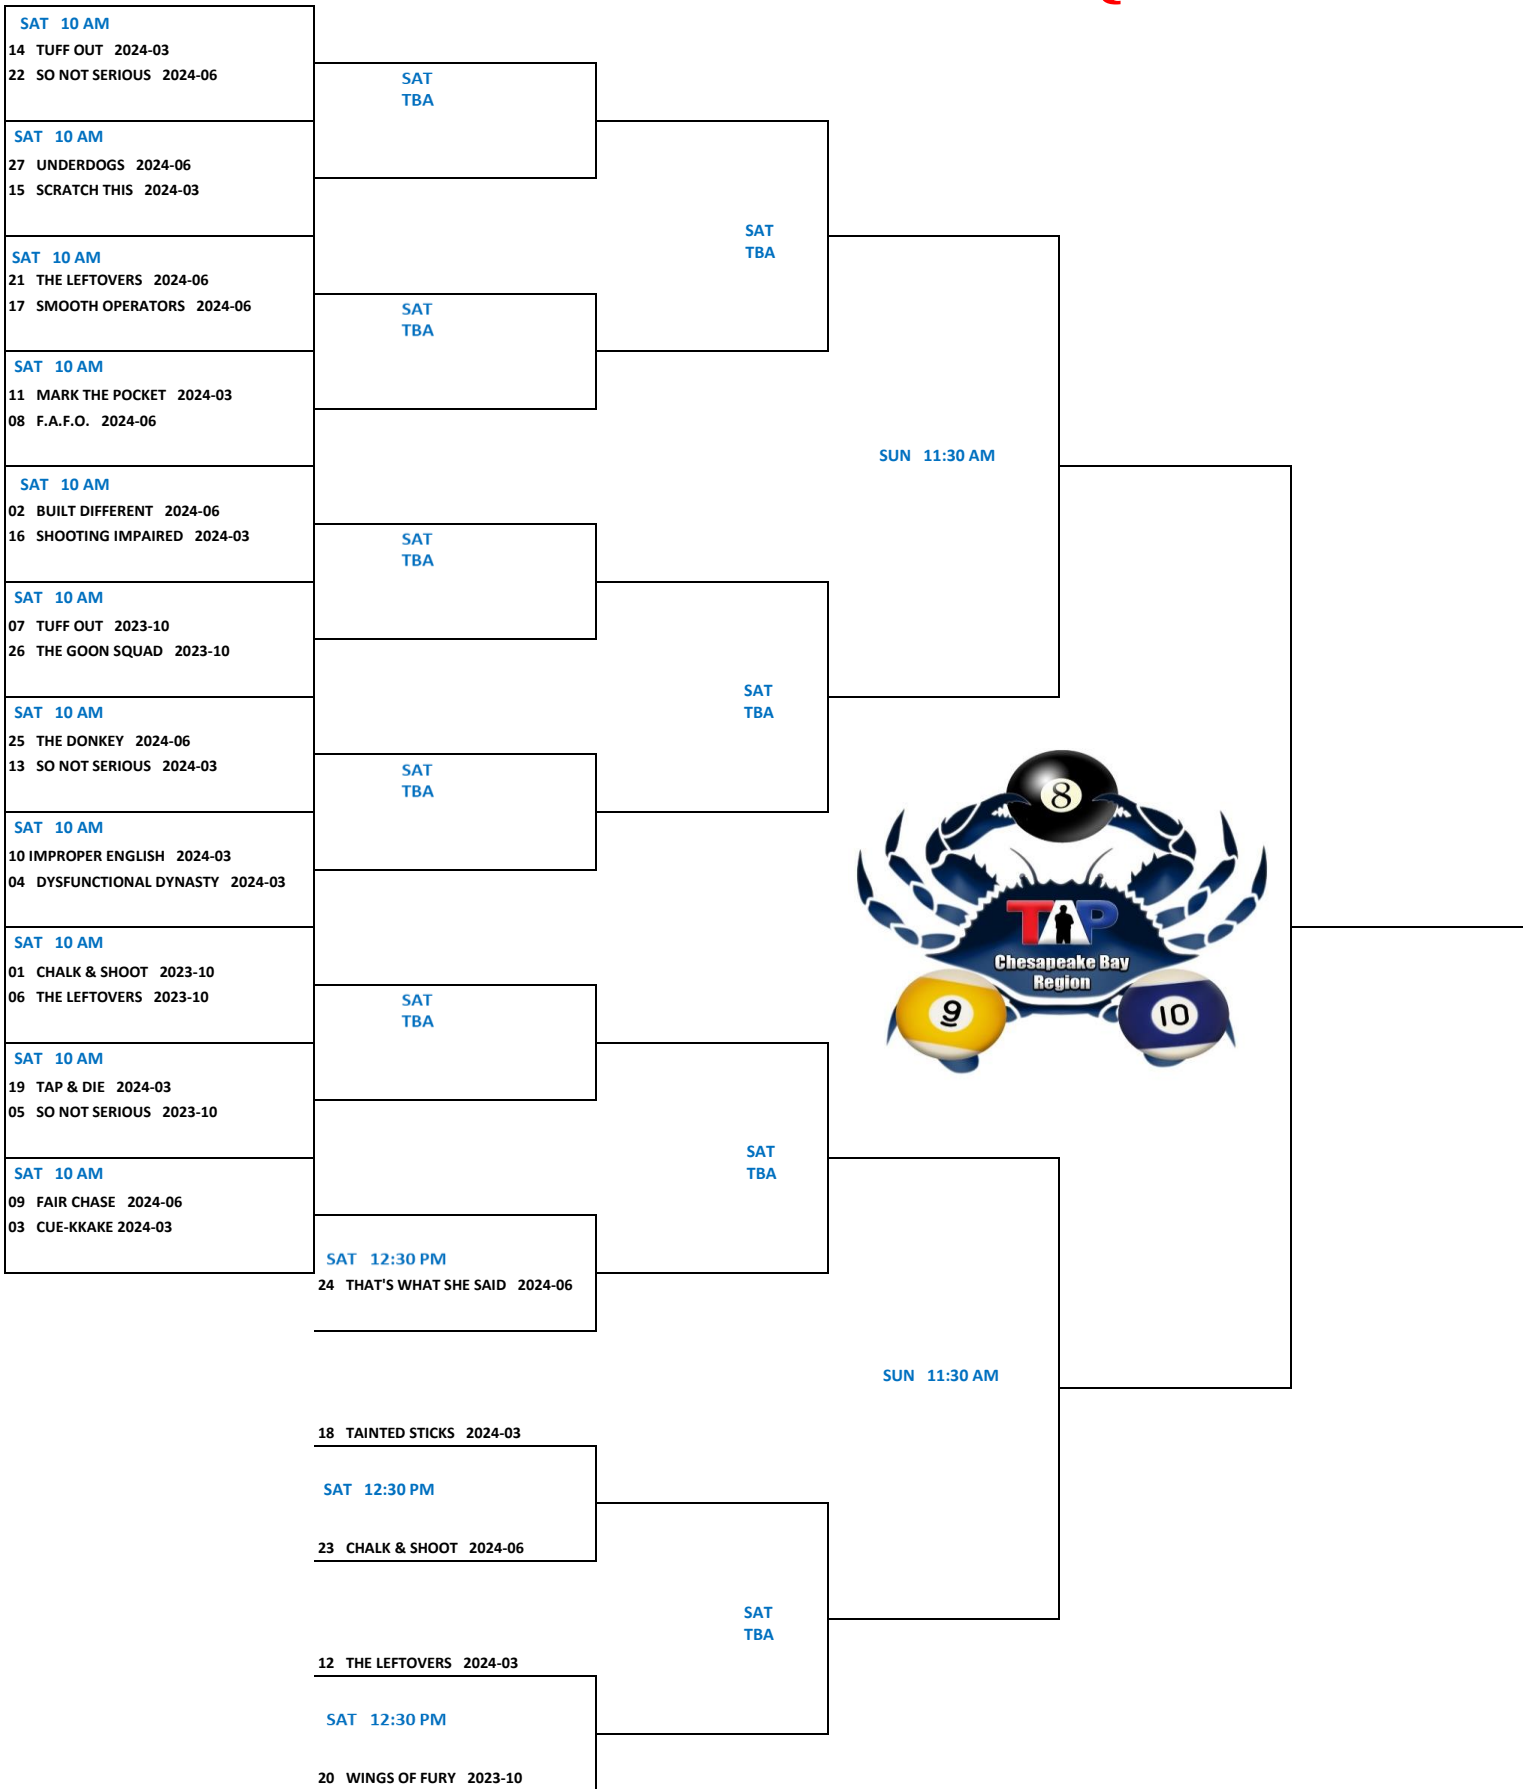 SAT 10 AM
14 TUFF OUT 2024-03
22 SO NOT SERIOUS 2024-06
SAT 10 AM
27 UNDERDOGS 2024-06
15 SCRATCH THIS 2024-03
SAT 10 AM
21 THE LEFTOVERS 2024-06
17 SMOOTH OPERATORS 2024-06
SAT 10 AM
11 MARK THE POCKET 2024-03
08 F.A.F.O. 2024-06
SAT 10 AM
02 BUILT DIFFERENT 2024-06
16 SHOOTING IMPAIRED 2024-03
SAT 10 AM
07 TUFF OUT 2023-10
26 THE GOON SQUAD 2023-10
SAT 10 AM
25 THE DONKEY 2024-06
13 SO NOT SERIOUS 2024-03
SAT 10 AM
10 IMPROPER ENGLISH 2024-03
04 DYSFUNCTIONAL DYNASTY 2024-03
SAT 10 AM
01 CHALK & SHOOT 2023-10
06 THE LEFTOVERS 2023-10
SAT 10 AM
19 TAP & DIE 2024-03
05 SO NOT SERIOUS 2023-10
SAT 10 AM
09 FAIR CHASE 2024-06
03 CUE-KKAKE 2024-03
SAT
TBA
SAT
TBA
SAT
TBA
SAT
TBA
SAT
TBA
SAT 12:30 PM
24 THAT'S WHAT SHE SAID 2024-06
18 TAINTED STICKS 2024-03
SAT 12:30 PM
23 CHALK & SHOOT 2024-06
12 THE LEFTOVERS 2024-03
SAT 12:30 PM
20 WINGS OF FURY 2023-10
SAT
TBA
SAT
TBA
SAT
TBA
SAT
TBA
SUN 11:30 AM
SUN 11:30 AM
8
TAP
Chesapeake Bay
Region
9
10